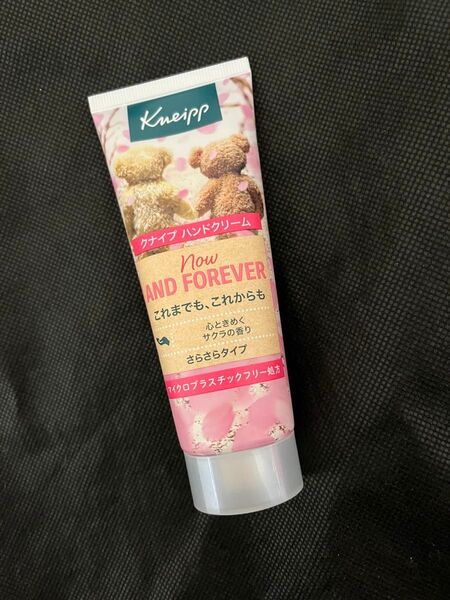 Kneipp
クナイプ ハンドクリーム
Now
AND FOREVER
これまでも、これからも
心ときめく
サクラの香り
さらさらタイプ
マイクロプラスチックフリー処方